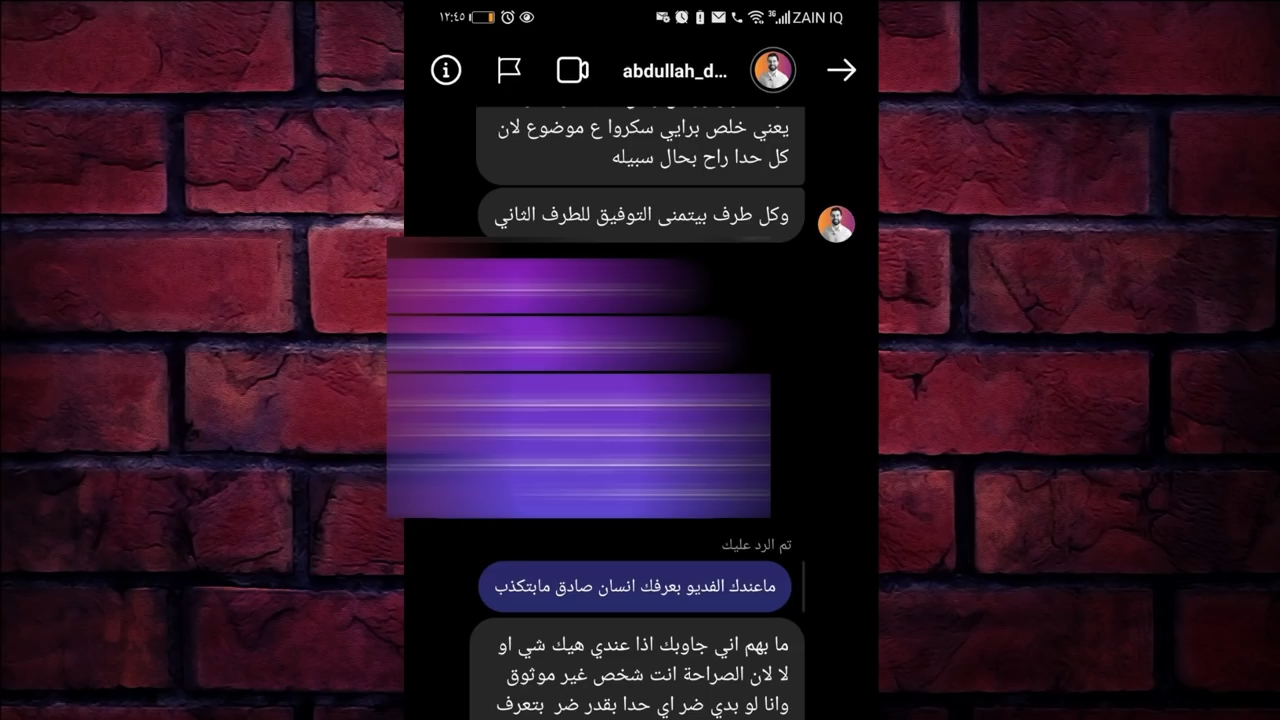 ١٢:٤٥
ZAIN IQ
abdullah_d...
يعني خلص برايي سكروا ع موضوع لان
كل حدا راح بحال سبيله
وكل طرف بيتمنى التوفيق للطرف الثاني
تم الرد عليك
ماعندك الفديو بعرفك انسان صادق مابتكذب
ما بهم اني جاوبك اذا عندي هيك شي او
لا لان الصراحة انت شخص غير موثوق
وانا لو بدي ضر اي حدا بقدر ضر بتعرف